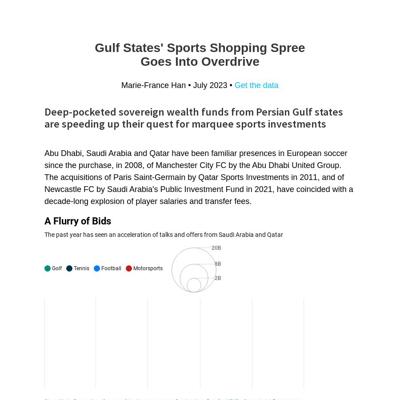 Gulf States' Sports Shopping Spree
Goes Into Overdrive
Marie-France Han • July 2023 • Get the data
Deep-pocketed sovereign wealth funds from Persian Gulf states
are speeding up their quest for marquee sports investments
Abu Dhabi, Saudi Arabia and Qatar have been familiar presences in European soccer
since the purchase, in 2008, of Manchester City FC by the Abu Dhabi United Group.
The acquisitions of Paris Saint-Germain by Qatar Sports Investments in 2011, and of
Newcastle FC by Saudi Arabia's Public Investment Fund in 2021, have coincided with a
decade-long explosion of player salaries and transfer fees.
A Flurry of Bids
The past year has seen an acceleration of talks and offers from Saudi Arabia and Qatar
20B
Golf Tennis Football Motorsports 8B
2B